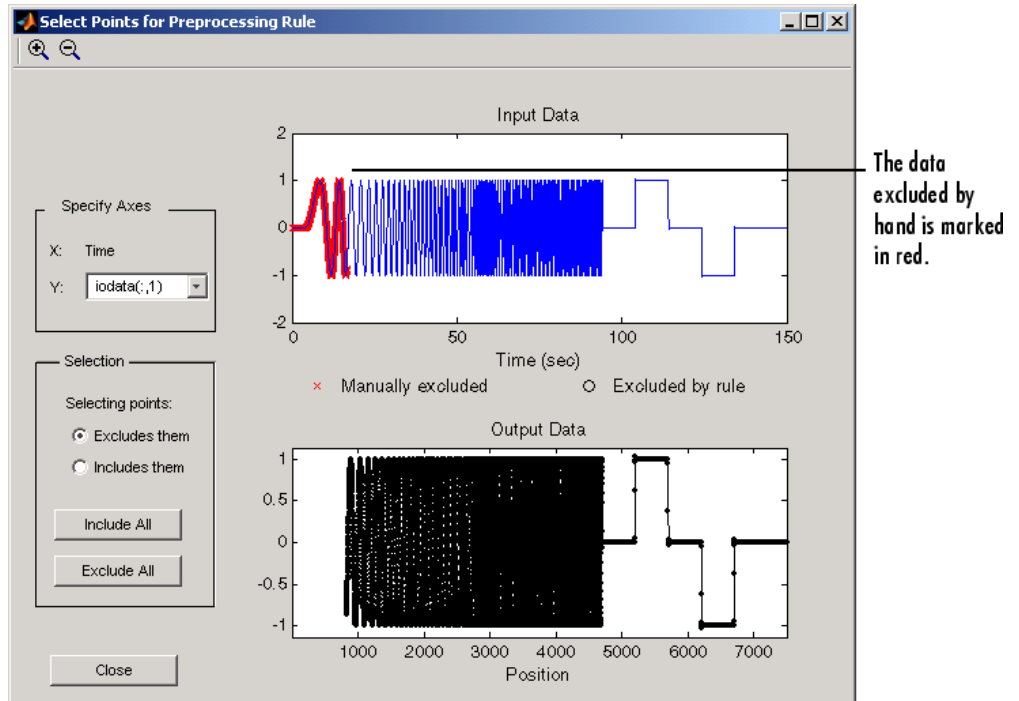 Select Points for Preprocessing Rule
Input Data
2
1
0
-1
-2
0
50
100
150
Time (sec)
× Manually excluded
○ Excluded by rule
The data
excluded by
hand is marked
in red.
Specify Axes
X: Time
Y: iodata(:,1)
Selection
Selecting points:
Excludes them
Includes them
Include All
Exclude All
Close
Output Data
1
0.5
0
-0.5
-1
1000
2000
3000
4000
5000
6000
7000
Position